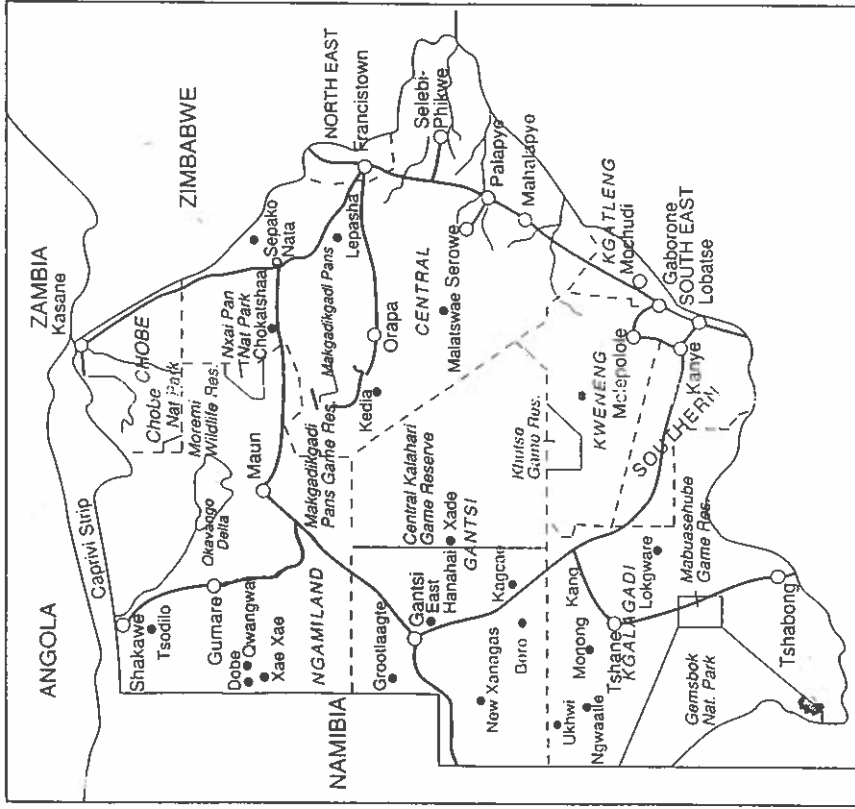 ANGOLA
ZAMBIA
Kasane
ZIMBABWE
Caprivi Strip
Shakawe
Tsodilo
Chobe
Nat Park
CHOBE
Moremi
Wildlife Res.
Okavango
Delta
Gumare
Dobe
Qwangwa
Xae Xae
Maun
Nxai Pan
Nat Park
Chokatshaa
Sepako
Nata
NGAMILAND
Makgadikgadi
Pans Game Res.
Makgadikgadi Pans
Lepasha
NORTH EAST
Francistown
NAMIBIA
Grootlaagte
Gantsi
East
Hanahai
Xade
GANTSI
Central Kalahari
Game Reserve
Kedia
Orapa
CENTRAL
Malatswae
Serowe
Selebi-
Phikwe
Palapye
Mahalapye
New Xanagas
Kagcae
Ukhwi
Ngwaatle
Monong
Kang
Khutse
Game Res.
KWENENG
Molepolole
KGATLENG
Mochudi
Gaborone
SOUTH EAST
Lobatse
Kanye
SOUTHERN
Tshane
KGALAGADI
Lokgware
Mabuasehube
Game Res.
Gemsbok
Nat. Park
Tshabong